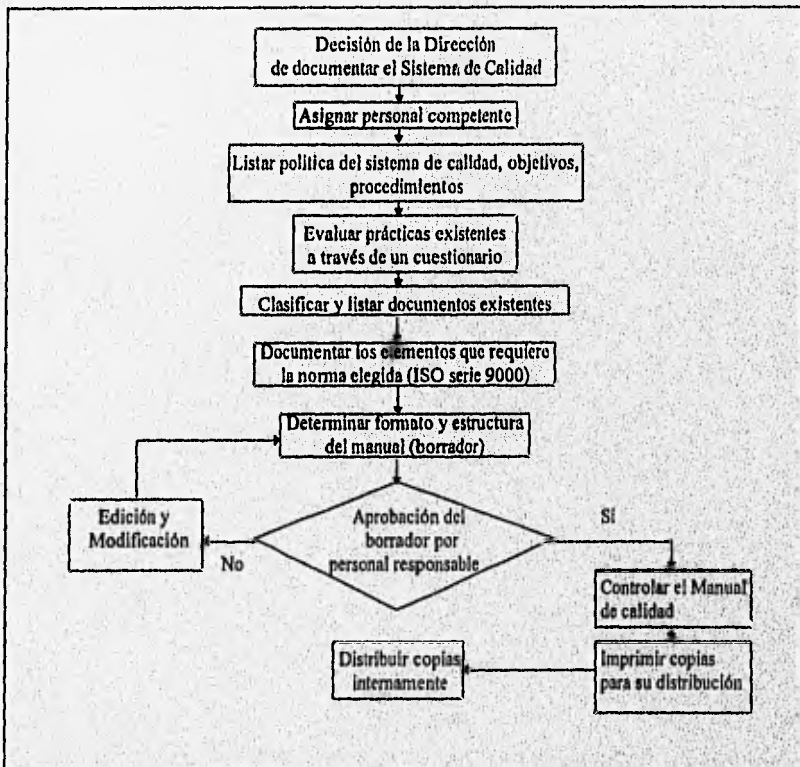 Decisión de la Dirección
de documentar el Sistema de Calidad
Asignar personal competente
Listar política del sistema de calidad, objetivos,
procedimientos
Evaluar prácticas existentes
a través de un cuestionario
Clasificar y listar documentos existentes
Documentar los elementos que requiere
la norma elegida (ISO serie 9000)
Determinar formato y estructura
del manual (borrador)
Edición y
Modificación
No
Aprobación del
borrador por
personal responsable
Sí
Controlar el Manual
de calidad
Distribuir copias
internamente
Imprimir copias
para su distribución